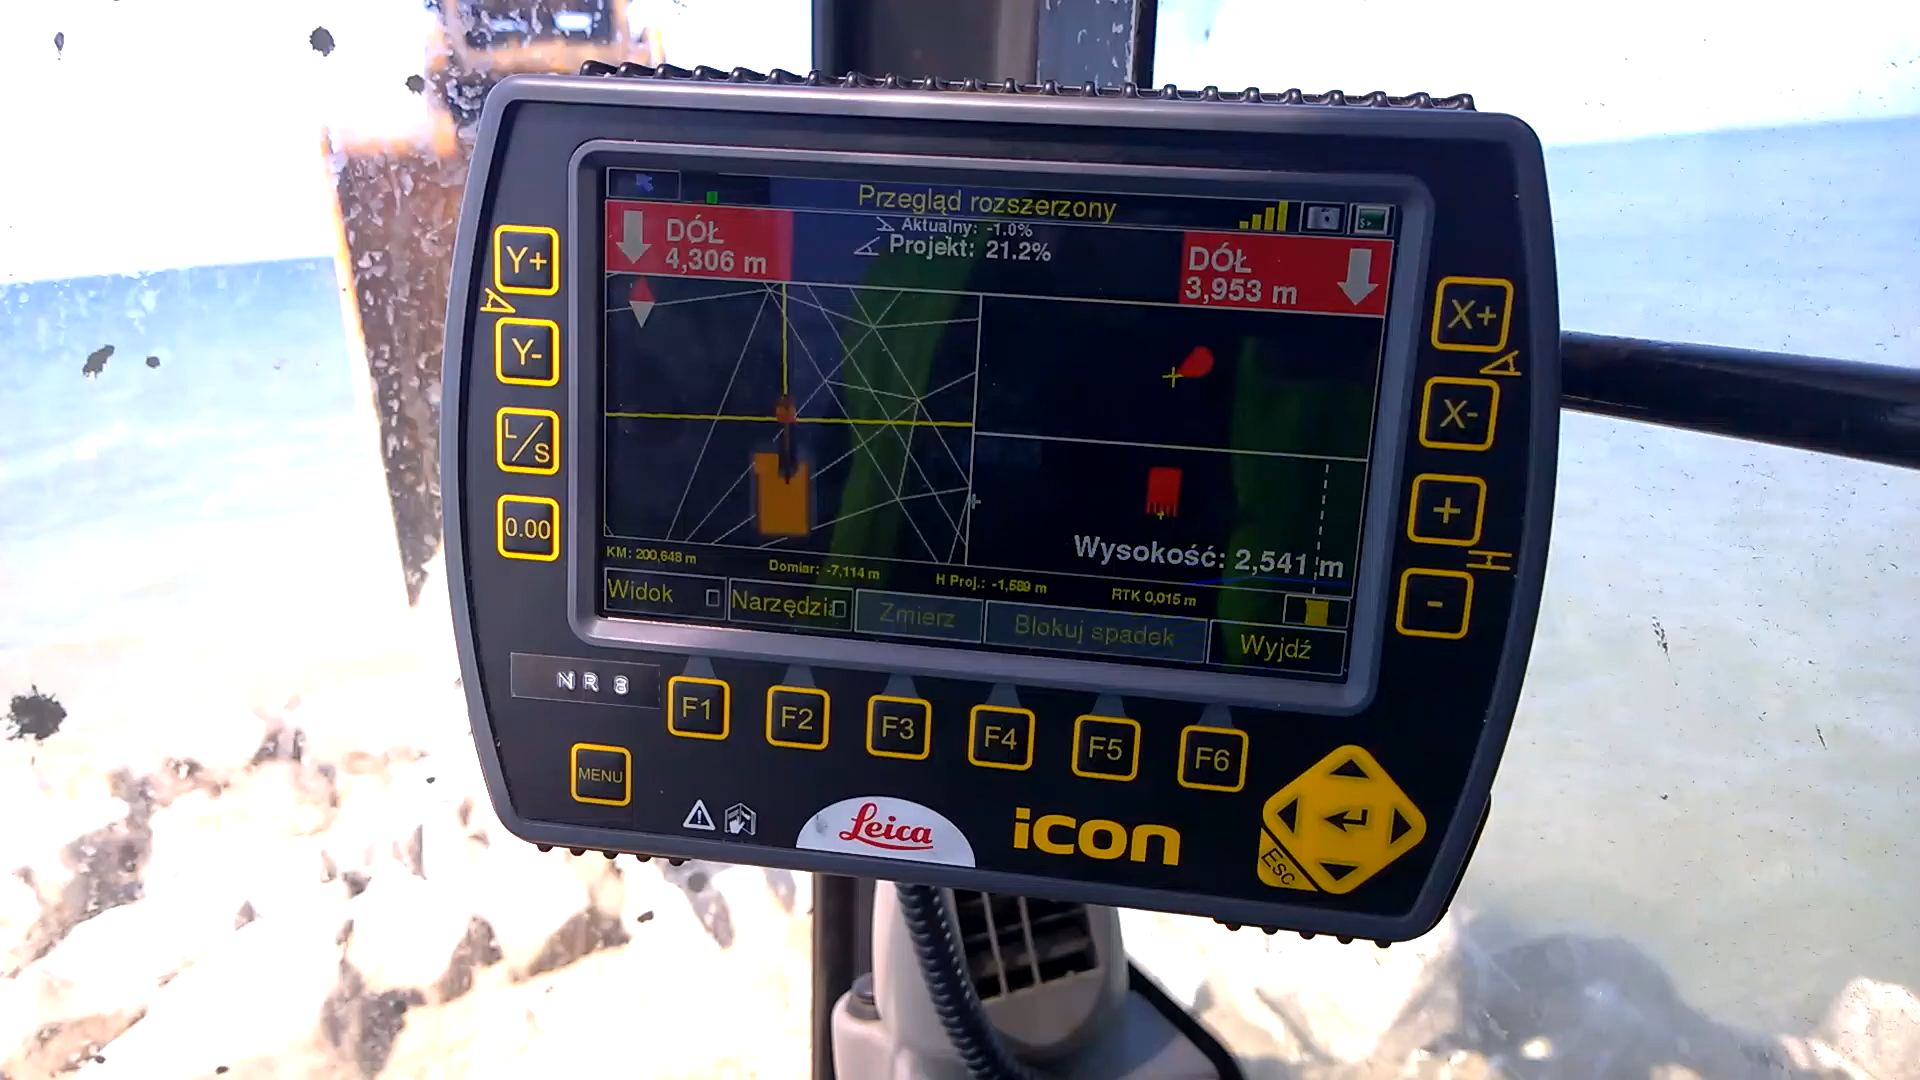 Przegląd rozszerzony
DÓŁ
4,306 m
Aktualny: -1.0%
Projekt: 21.2%
DÓŁ
3,953 m
Wysokość: 2,541 m
KM: 200,648 m
Domiar: -7,114 m
H Proj.: -1,589 m
RTK 0,015 m
Widok
Narzędzia
Zmierz
Blokuj spadek
Wyjdź
Y+
Y-
L/S
0.00
X+
X-
+
-
NR 8
F1
F2
F3
F4
F5
F6
MENU
Leica
icon
ESC